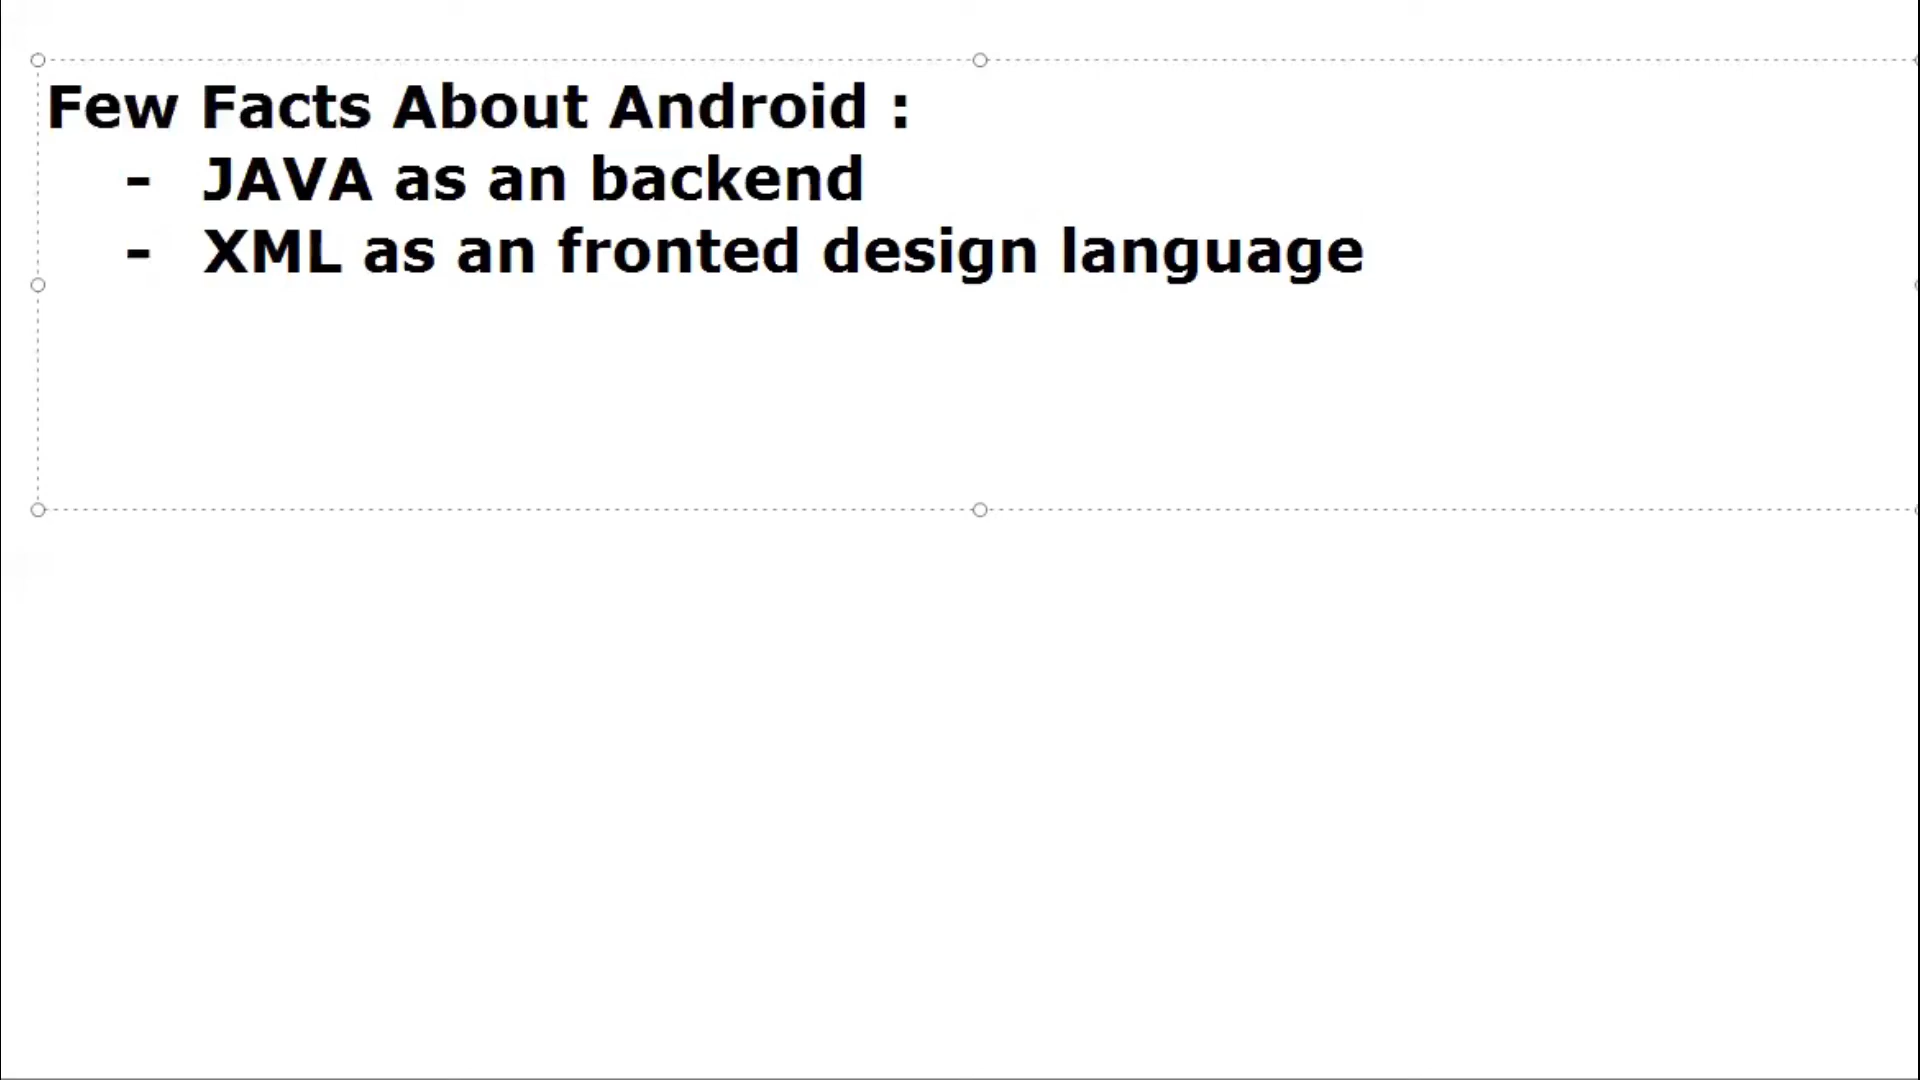 Few Facts About Android :
- JAVA as an backend
- XML as an fronted design language